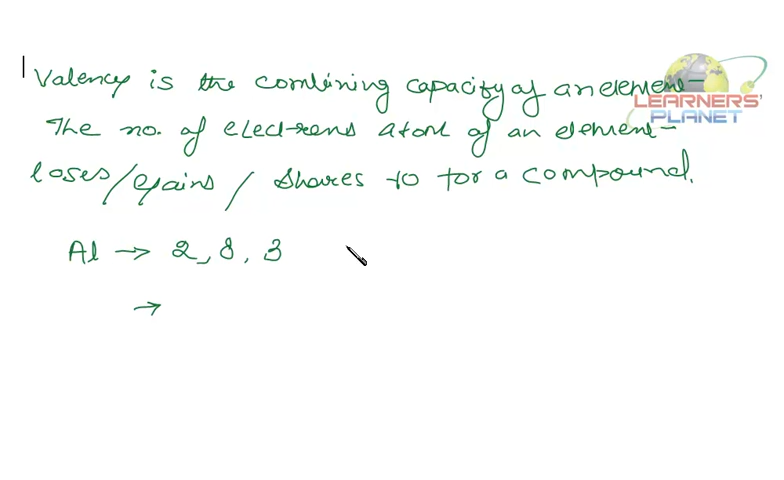 Valency is the combining capacity of an element
LEARNERS'
PLANET
The no. of electrons atom of an element
loses/gains/shares to for a compound.
Al → 2, 8, 3
→